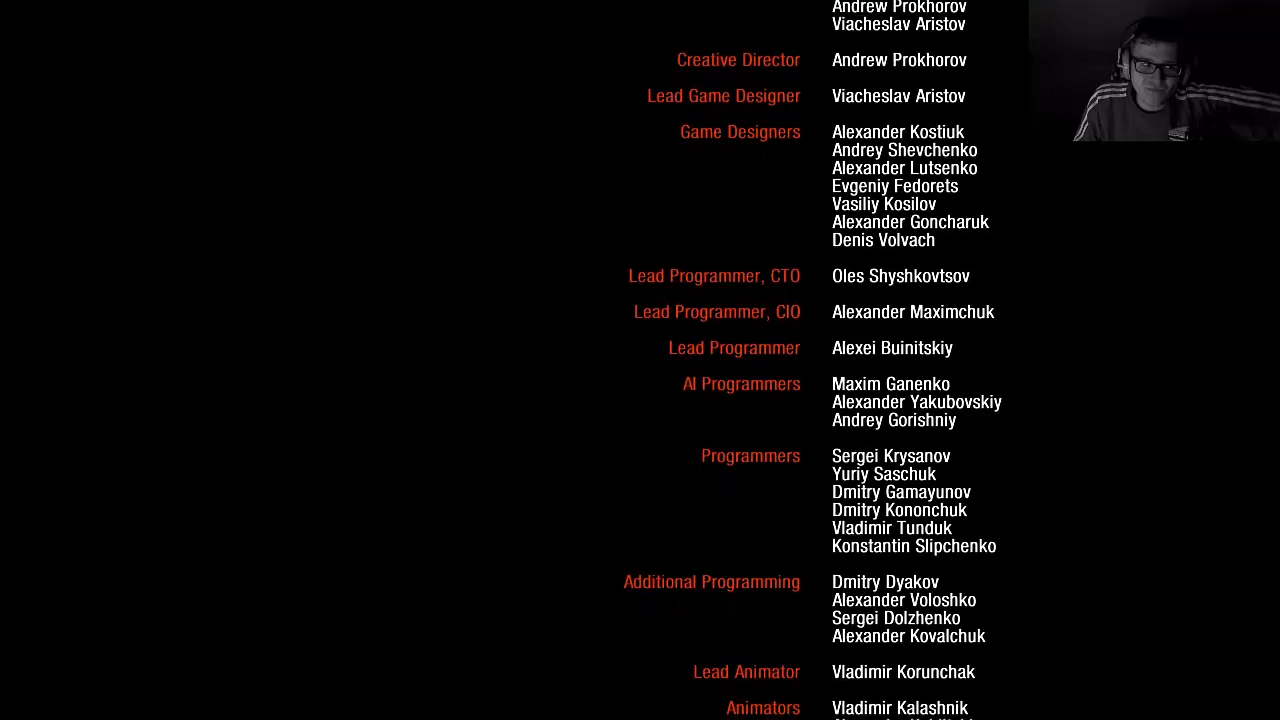 Andrew Prokhorov
Viacheslav Aristov
Creative Director Andrew Prokhorov
Lead Game Designer Viacheslav Aristov
Game Designers Alexander Kostiuk
Andrey Shevchenko
Alexander Lutsenko
Evgeniy Fedorets
Vasiliy Kosilov
Alexander Goncharuk
Denis Volvach
Lead Programmer, CTO Oles Shyshkovtsov
Lead Programmer, CIO Alexander Maximchuk
Lead Programmer Alexei Buinitskiy
AI Programmers Maxim Ganenko
Alexander Yakubovskiy
Andrey Gorishniy
Programmers Sergei Krysanov
Yuriy Saschuk
Dmitry Gamayunov
Dmitry Kononchuk
Vladimir Tunduk
Konstantin Slipchenko
Additional Programming Dmitry Dyakov
Alexander Voloshko
Sergei Dolzhenko
Alexander Kovalchuk
Lead Animator Vladimir Korunchak
Animators Vladimir Kalashnik